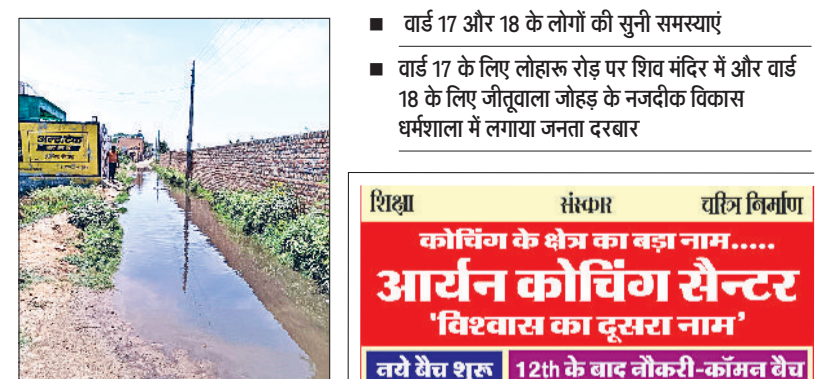 ■ वार्ड 17 और 18 के लोगों की सुनी समस्याएं
■ वार्ड 17 के लिए लोहारू रोड़ पर शिव मंदिर में और वार्ड
18 के लिए जीतूवाला जोहड़ के नजदीक विकास
धर्मशाला में लगाया जनता दरबार
शिक्षा संस्कार चरित्र निर्माण
कोचिंग के क्षेत्र का बड़ा नाम.....
आर्यन कोचिंग सैन्टर
'विश्वास का दूसरा नाम'
नये बैच शुरू 12th के बाद नौकरी-कॉमन बैच